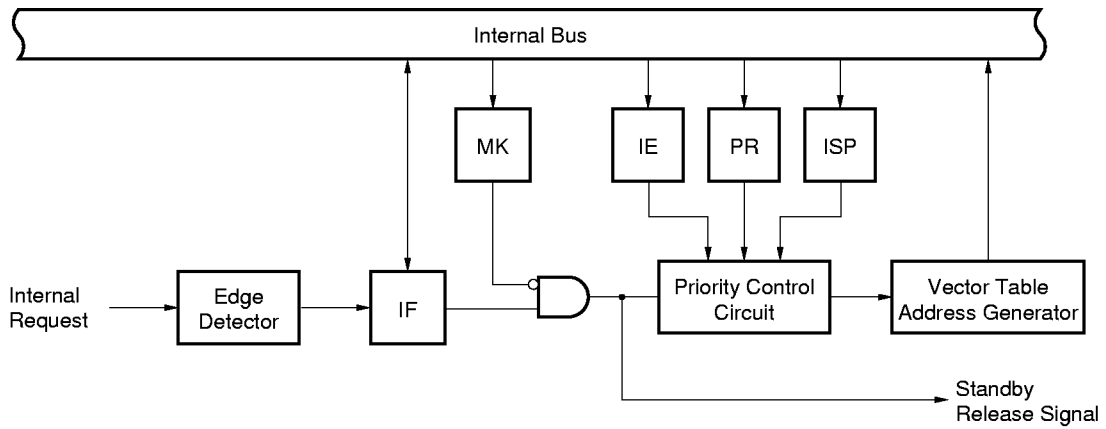 Internal Bus
MK
IE
PR
ISP
Internal
Request
Edge
Detector
IF
Priority Control
Circuit
Vector Table
Address Generator
Standby
Release Signal